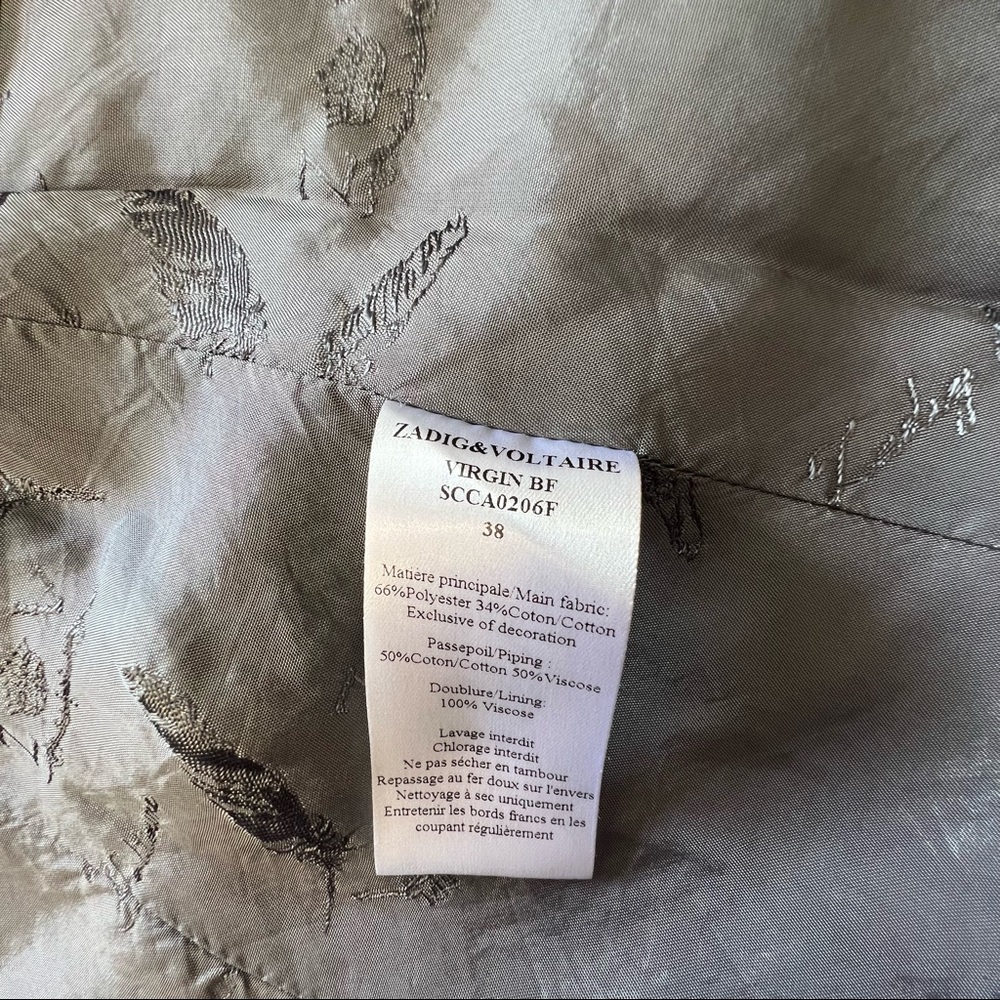 ZADIG&VOLTAIRE
VIRGIN BF
SCCA0206F
38
Matière principale/Main fabric:
66%Polyester 34%Coton/Cotton
Exclusive of decoration
Passepoil/Piping :
50%Coton/Cotton 50%Viscose
Doublure/Lining:
100% Viscose
Lavage interdit
Chlorage interdit
Ne pas sécher en tambour
Repassage au fer doux sur l'envers
Nettoyage à sec uniquement
Entretenir les bords francs en les
coupant régulièrement